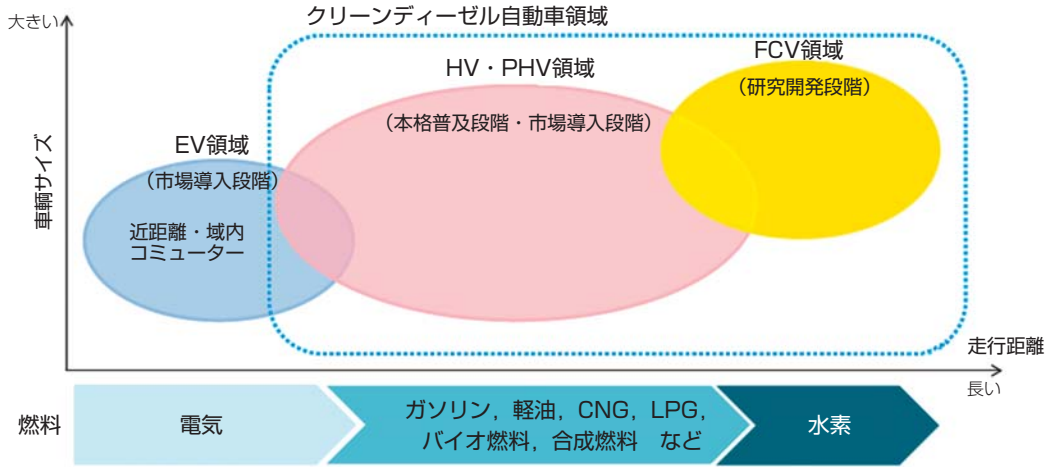 大きい
クリーンディーゼル自動車領域
FCV領域
（研究開発段階）
HV・PHV領域
（本格普及段階・市場導入段階）
EV領域
（市場導入段階）
近距離・域内
コミューター
車輌サイズ
走行距離
長い
燃料
電気
ガソリン，軽油，CNG，LPG，
バイオ燃料，合成燃料　など
水素